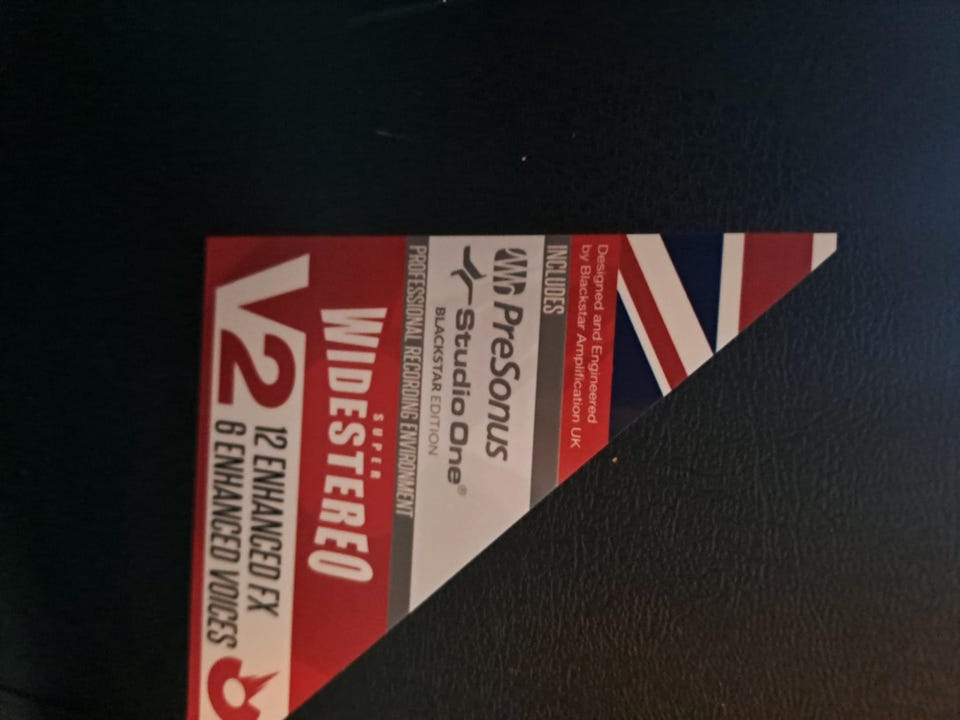 Designed and Engineered
by Blackstar Amplification UK
INCLUDES
PreSonus
Studio One®
BLACKSTAR EDITION
PROFESSIONAL RECORDING ENVIRONMENT
SUPER
WIDESTEREO
V2
12 ENHANCED FX
6 ENHANCED VOICES